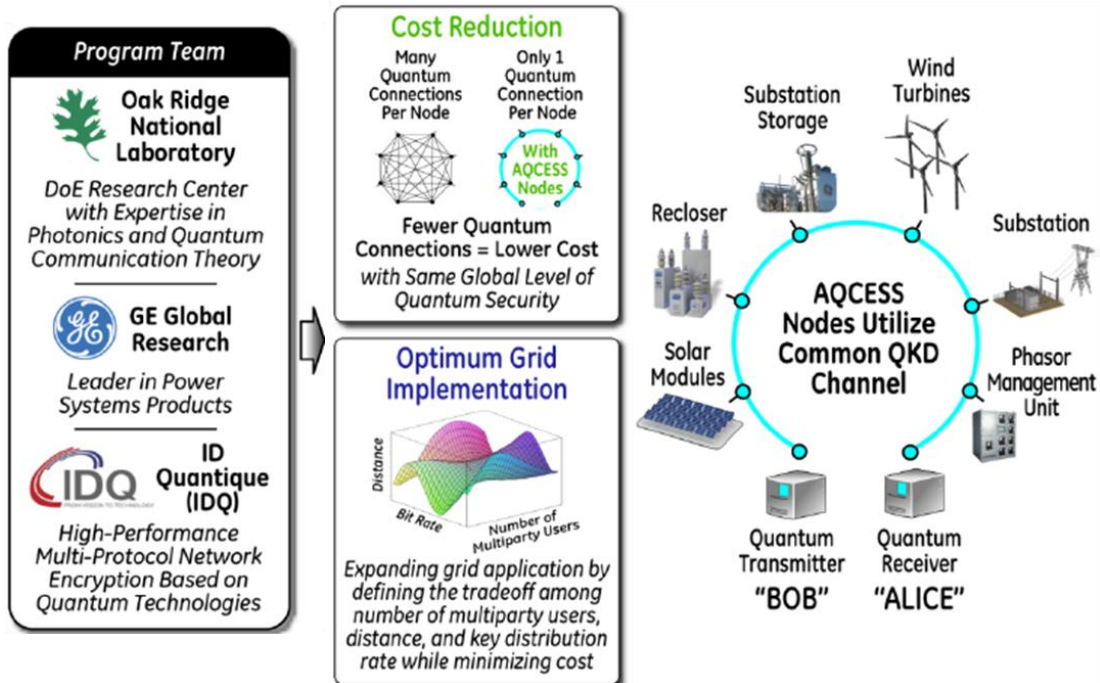 Program Team
Oak Ridge
National
Laboratory
DoE Research Center
with Expertise in
Photonics and Quantum
Communication Theory
GE
GE Global
Research
Leader in Power
Systems Products
IDQ
FROM VISION TO TECHNOLOGY
ID
Quantique
(IDQ)
High-Performance
Multi-Protocol Network
Encryption Based on
Quantum Technologies
Cost Reduction
Many
Quantum
Connections
Per Node
Only 1
Quantum
Connection
Per Node
With
AQCESS
Nodes
Fewer Quantum
Connections = Lower Cost
with Same Global Level of
Quantum Security
Optimum Grid
Implementation
Distance
Bit Rate
Number of
Multiparty Users
Expanding grid application by
defining the tradeoff among
number of multiparty users,
distance, and key distribution
rate while minimizing cost
Substation
Storage
Wind
Turbines
Recloser
Substation
Solar
Modules
Phasor
Management
Unit
AQCESS
Nodes Utilize
Common QKD
Channel
Quantum
Transmitter
"BOB"
Quantum
Receiver
"ALICE"